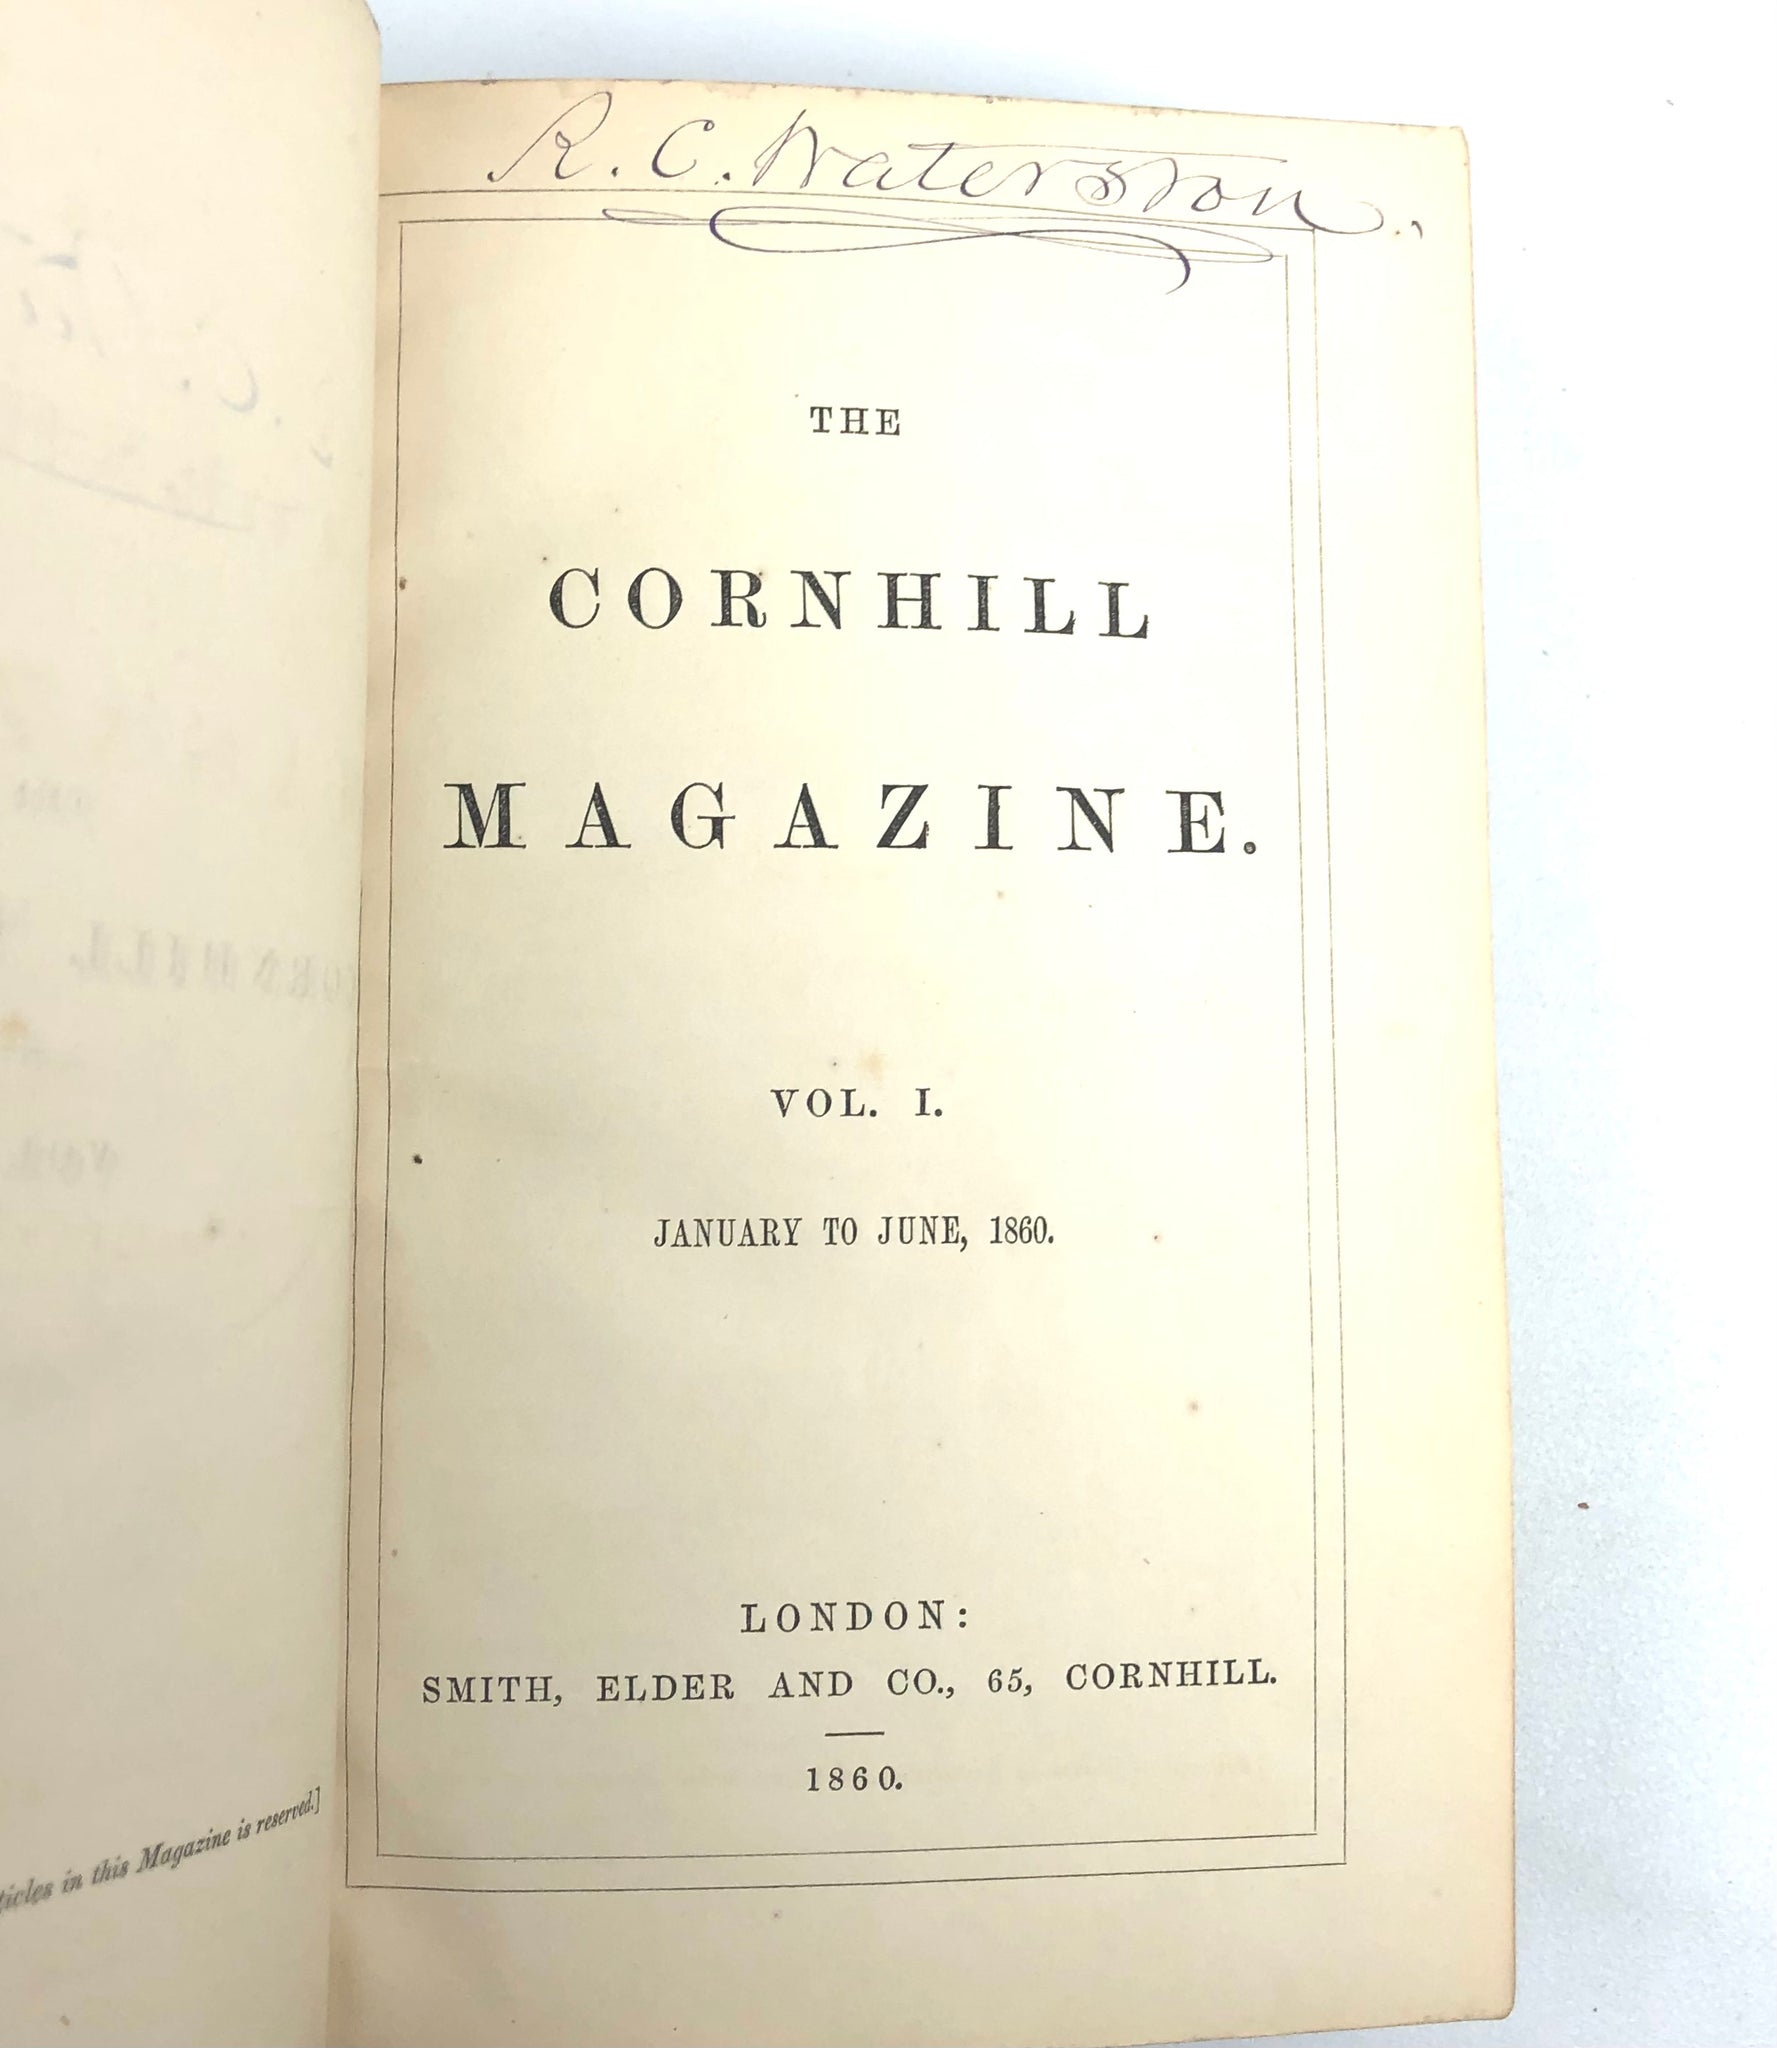 ticles in this Magazine is reserved.]
R. C. Waterston.
THE
CORNHILL
MAGAZINE.
VOL. I.
JANUARY TO JUNE, 1860.
LONDON:
SMITH, ELDER AND CO., 65, CORNHILL.
1860.